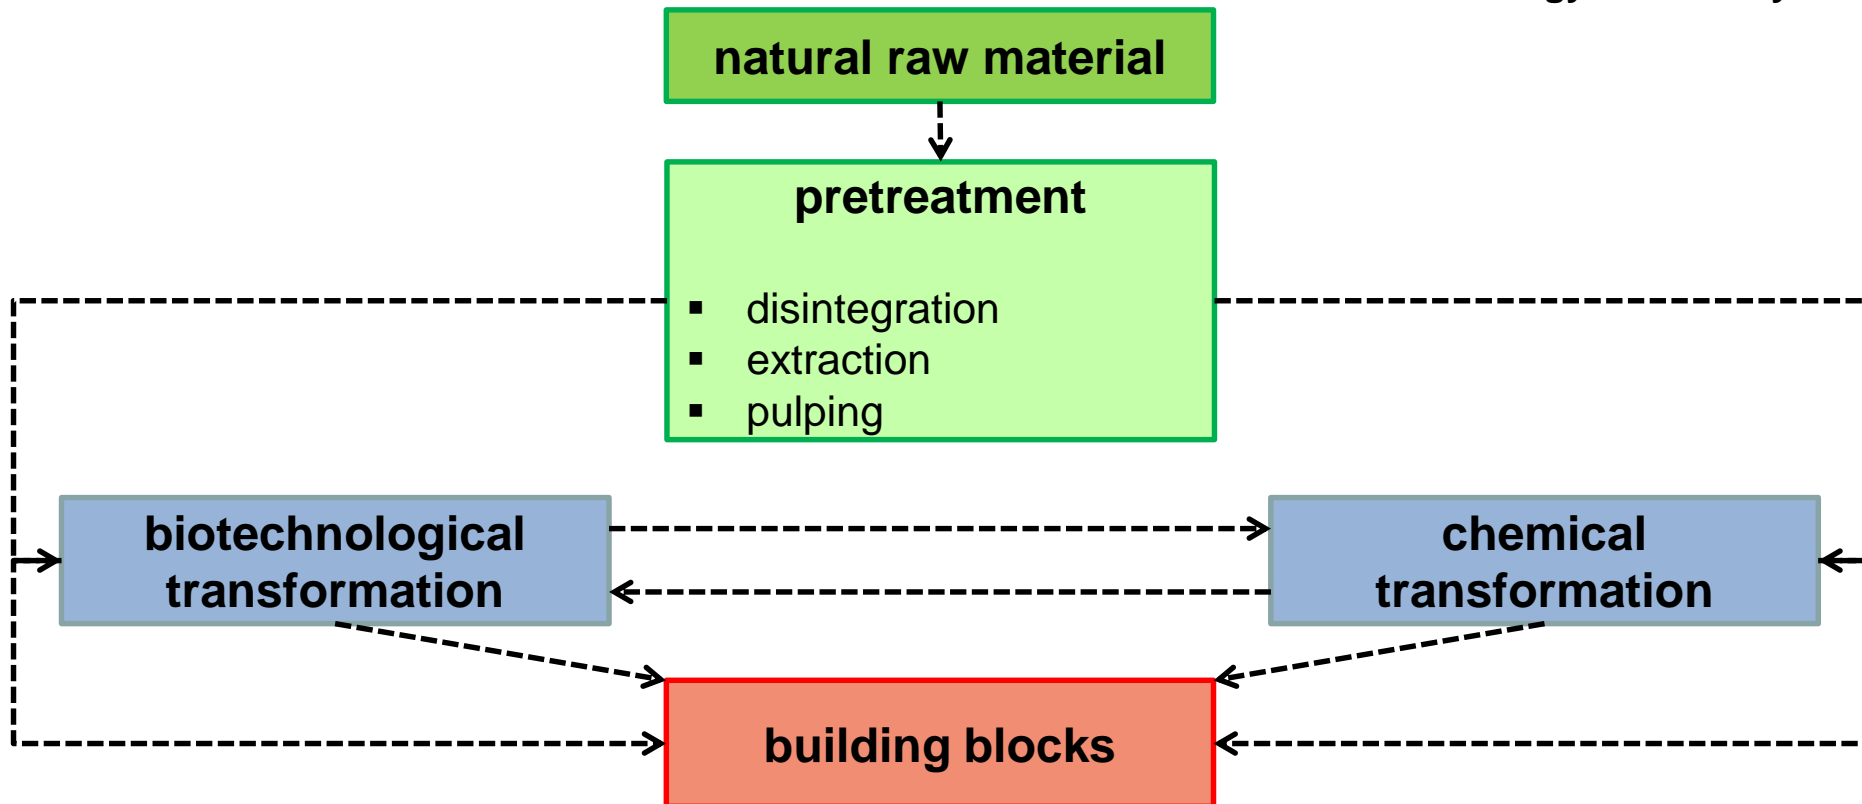 natural raw material
pretreatment
▪ disintegration
▪ extraction
▪ pulping
biotechnological
transformation
chemical
transformation
building blocks